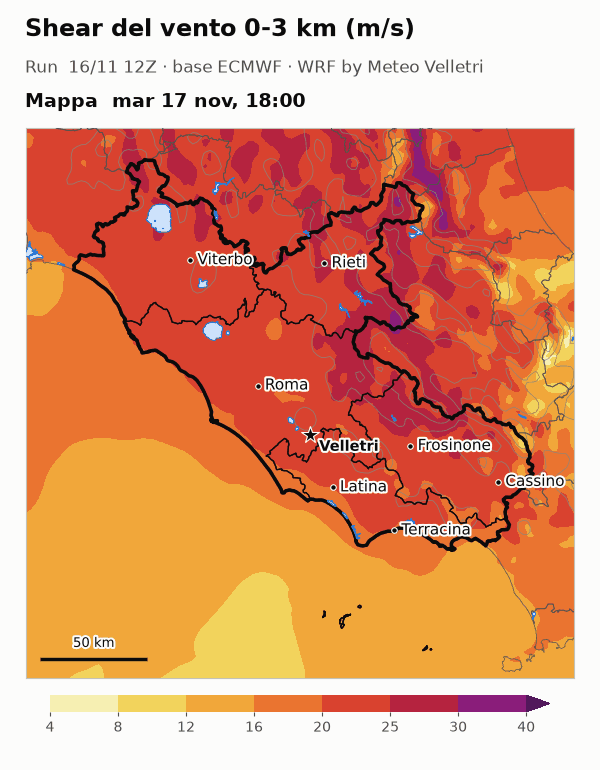 Shear del vento 0-3 km (m/s)
Run  16/11 12Z · base ECMWF · WRF by Meteo Velletri
Mappa  mar 17 nov, 18:00
Viterbo
Rieti
Roma
Velletri
Frosinone
Latina
Cassino
Terracina
50 km
4 8 12 16 20 25 30 40